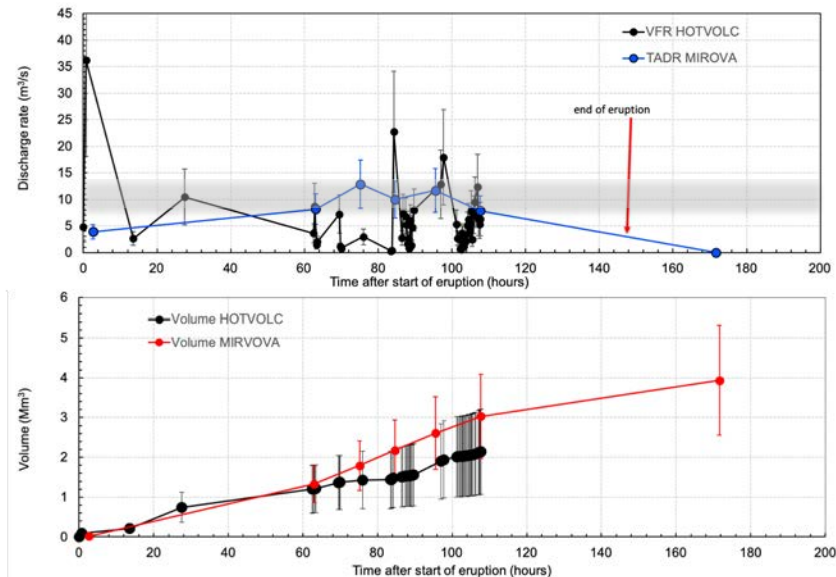 45
40
35
30
25
20
15
10
5
0
Discharge rate (m³/s)
VFR HOTVOLC
TADR MIROVA
end of eruption
0 20 40 60 80 100 120 140 160 180 200
Time after start of eruption (hours)
6
5
4
3
2
1
0
Volume (Mm³)
Volume HOTVOLC
Volume MIRVOVA
0 20 40 60 80 100 120 140 160 180 200
Time after start of eruption (hours)